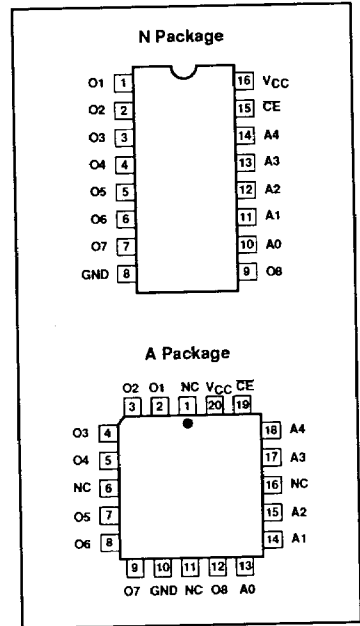 N Package
O1 1 16 VCC
O2 2 15 CE
O3 3 14 A4
O4 4 13 A3
O5 5 12 A2
O6 6 11 A1
O7 7 10 A0
GND 8 9 O8
A Package
O2 O1 NC VCC CE
3 2 1 20 19
O3 4 18 A4
O4 5 17 A3
NC 6 16 NC
O5 7 15 A2
O6 8 14 A1
9 10 11 12 13
O7 GND NC O8 A0